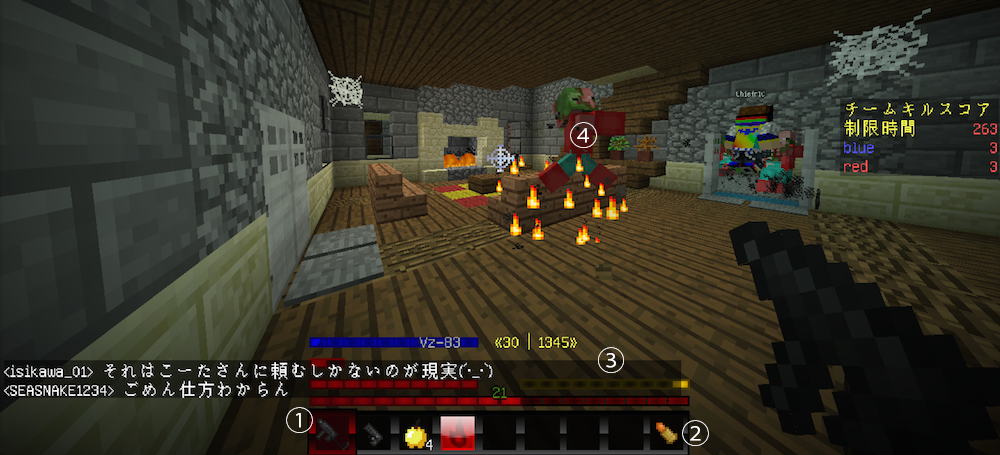 ④
Chiefric
チームキルスコア
制限時間 263
blue 3
red 3
Vz-83 «30 | 1345»
③
<isikawa_01> それはこーたさんに頼むしかないのが現実(´-_-`)
<SEASNAKE1234> ごめん仕方わからん
21
①
4
②